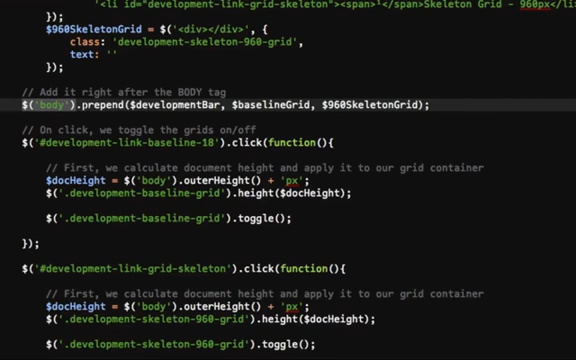 '<li id="development-link-grid-skeleton"><span>¹</span>Skeleton Grid - 960px</li>
});
$960SkeletonGrid = $('<div></div>', {
class: 'development-skeleton-960-grid',
text: ''
});
// Add it right after the BODY tag
$('body').prepend($developmentBar, $baselineGrid, $960SkeletonGrid);
// On click, we toggle the grids on/off
$('#development-link-baseline-18').click(function(){
// First, we calculate document height and apply it to our grid container
$docHeight = $('body').outerHeight() + 'px';
$('.development-baseline-grid').height($docHeight);
$('.development-baseline-grid').toggle();
});
$('#development-link-grid-skeleton').click(function(){
// First, we calculate document height and apply it to our grid container
$docHeight = $('body').outerHeight() + 'px';
$('.development-skeleton-960-grid').height($docHeight);
$('.development-skeleton-960-grid').toggle();